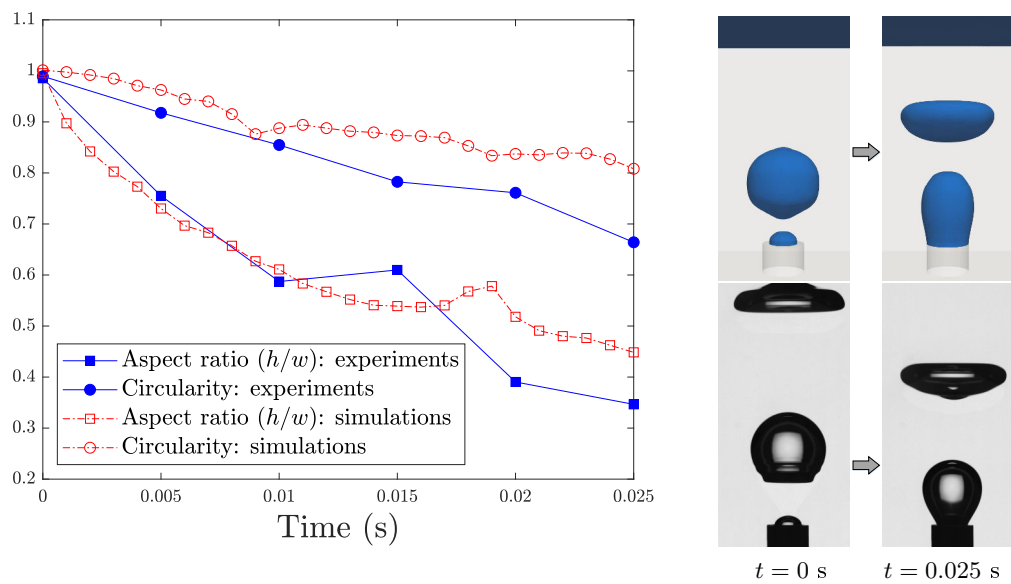 1.1
1
0.9
0.8
0.7
0.6
0.5
0.4
0.3
0.2
0
0.005
0.01
0.015
0.02
0.025
Time (s)
Aspect ratio (h/w): experiments
Circularity: experiments
Aspect ratio (h/w): simulations
Circularity: simulations
t = 0 s
t = 0.025 s